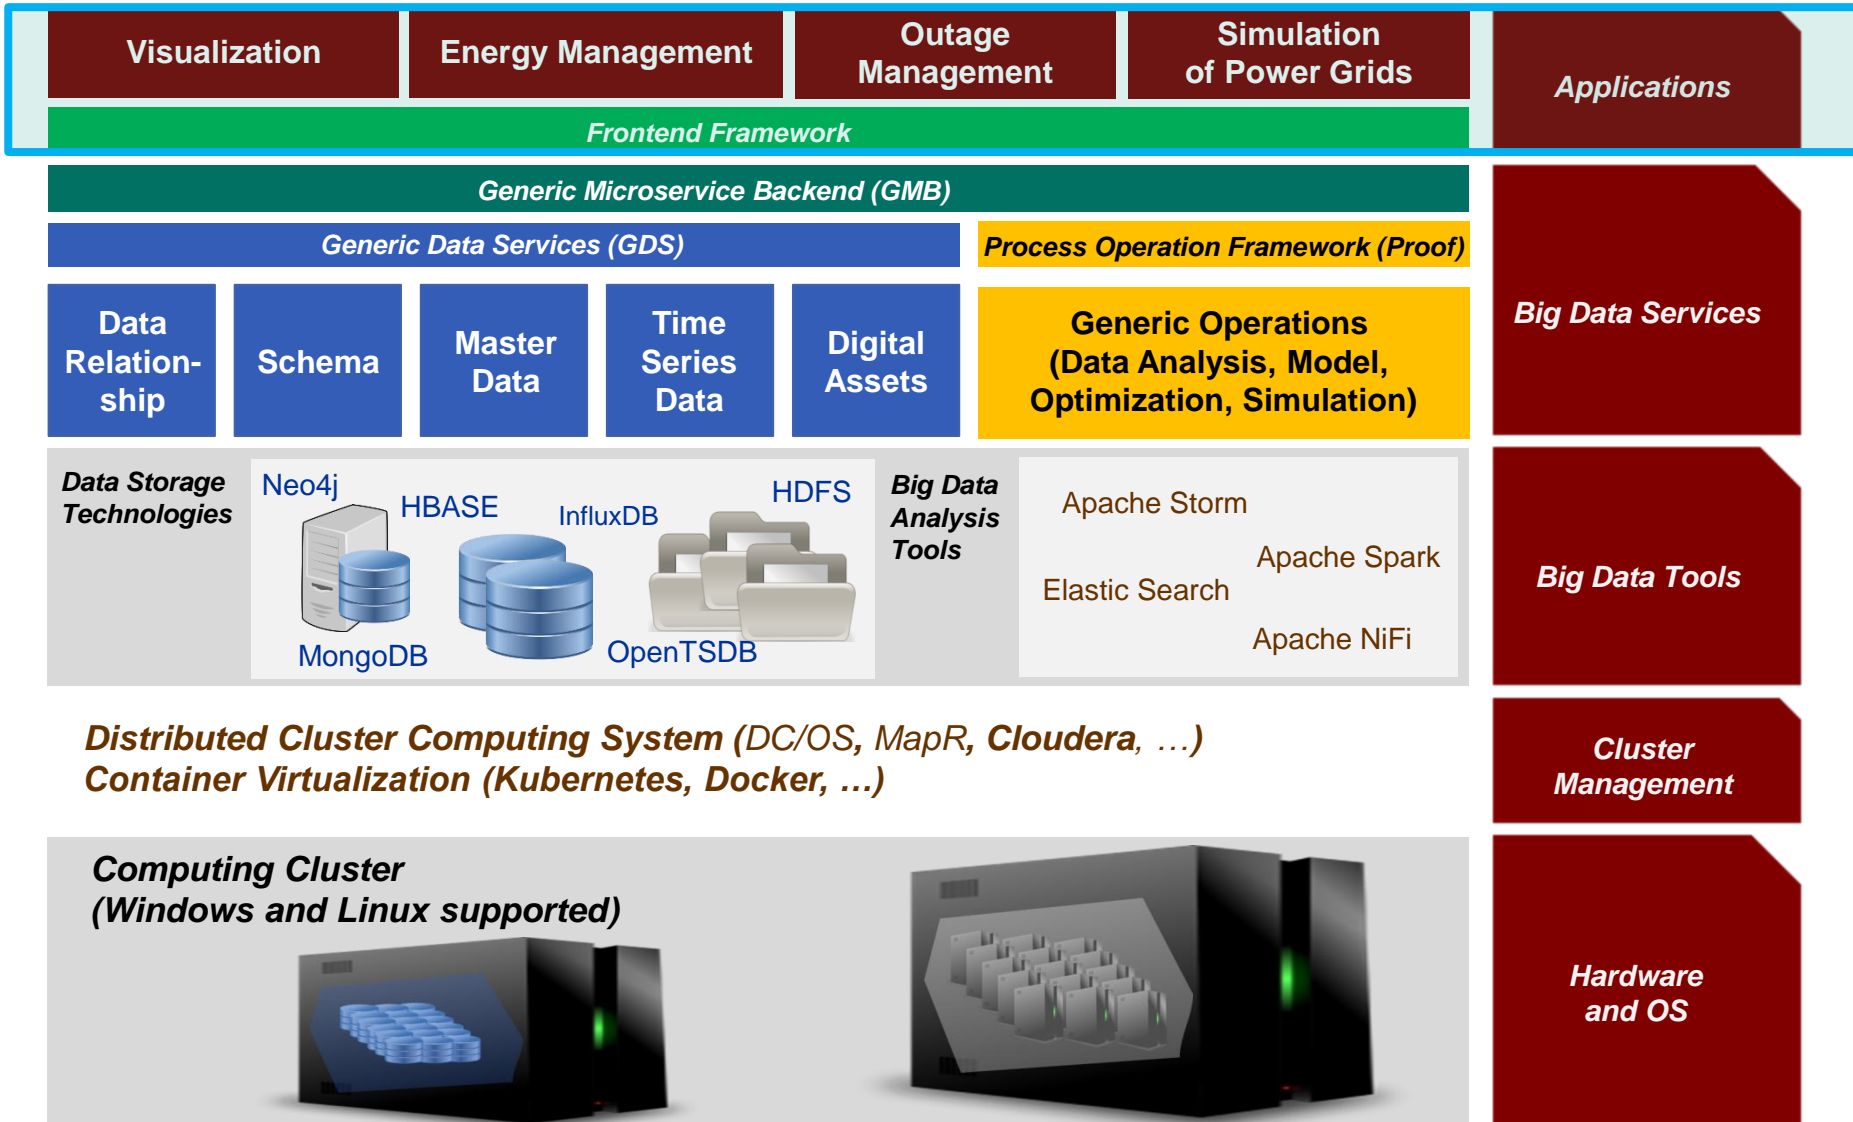 Visualization
Energy Management
Outage
Management
Simulation
of Power Grids
Applications
Frontend Framework
Generic Microservice Backend (GMB)
Generic Data Services (GDS)
Process Operation Framework (Proof)
Big Data Services
Data
Relation-
ship
Schema
Master
Data
Time
Series
Data
Digital
Assets
Generic Operations
(Data Analysis, Model,
Optimization, Simulation)
Data Storage
Technologies
Neo4j
HBASE
InfluxDB
HDFS
MongoDB
OpenTSDB
Big Data
Analysis
Tools
Apache Storm
Apache Spark
Elastic Search
Apache NiFi
Big Data Tools
Distributed Cluster Computing System (DC/OS, MapR, Cloudera, …)
Container Virtualization (Kubernetes, Docker, …)
Cluster
Management
Computing Cluster
(Windows and Linux supported)
Hardware
and OS